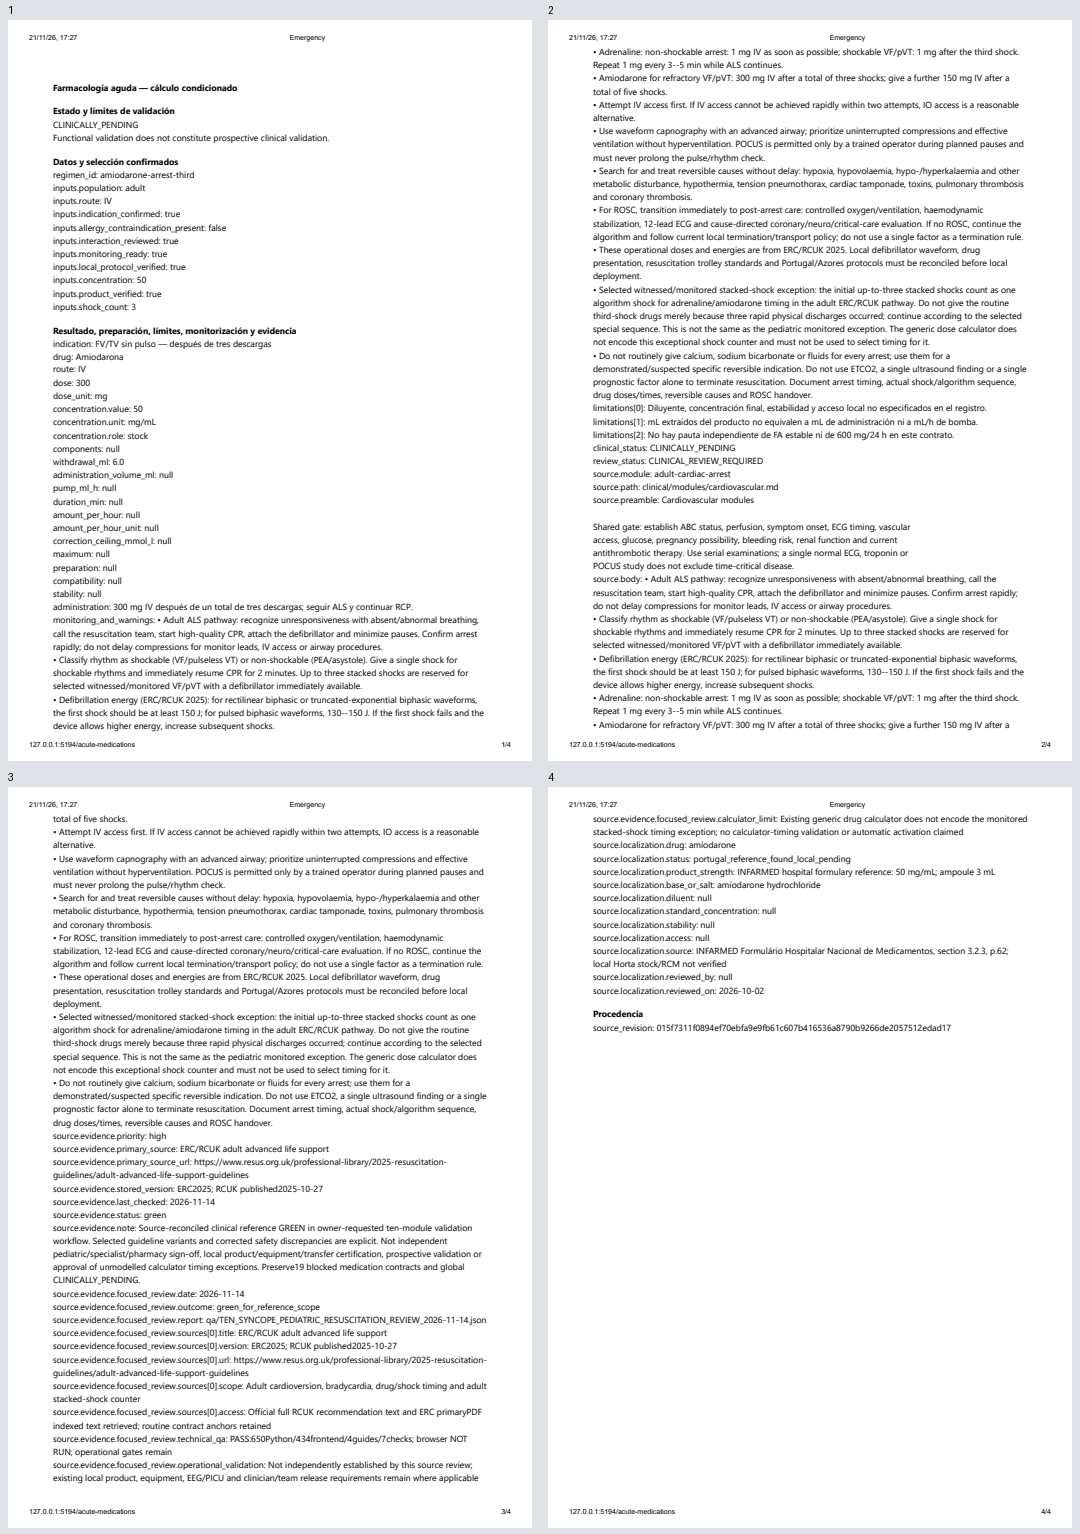 1
21/11/26, 17:27 Emergency
Farmacología aguda — cálculo condicionado
Estado y límites de validación
CLINICALLY_PENDING
Functional validation does not constitute prospective clinical validation.
Datos y selección confirmados
regimen_id: amiodarone-arrest-third
inputs.population: adult
inputs.route: IV
inputs.indication_confirmed: true
inputs.allergy_contraindication_present: false
inputs.interaction_reviewed: true
inputs.monitoring_ready: true
inputs.local_protocol_verified: true
inputs.concentration: 50
inputs.product_verified: true
inputs.shock_count: 3
Resultado, preparación, límites, monitorización y evidencia
indication: FV/TV sin pulso — después de tres descargas
drug: Amiodarona
route: IV
dose: 300
dose_unit: mg
concentration.value: 50
concentration.unit: mg/mL
concentration.role: stock
components: null
withdrawal_ml: 6.0
administration_volume_ml: null
pump_ml_h: null
duration_min: null
amount_per_hour: null
amount_per_hour_unit: null
correction_ceiling_mmol_l: null
maximum: null
preparation: null
compatibility: null
stability: null
administration: 300 mg IV después de un total de tres descargas; seguir ALS y continuar RCP.
monitoring_and_warnings: • Adult ALS pathway: recognize unresponsiveness with absent/abnormal breathing,
call the resuscitation team, start high-quality CPR, attach the defibrillator and minimize pauses. Confirm arrest
rapidly; do not delay compressions for monitor leads, IV access or airway procedures.
• Classify rhythm as shockable (VF/pulseless VT) or non-shockable (PEA/asystole). Give a single shock for
shockable rhythms and immediately resume CPR for 2 minutes. Up to three stacked shocks are reserved for
selected witnessed/monitored VF/pVT with a defibrillator immediately available.
• Defibrillation energy (ERC/RCUK 2025): for rectilinear biphasic or truncated-exponential biphasic waveforms,
the first shock should be at least 150 J; for pulsed biphasic waveforms, 130--150 J. If the first shock fails and the
device allows higher energy, increase subsequent shocks.
127.0.0.1:5194/acute-medications 1/4
2
21/11/26, 17:27 Emergency
• Adrenaline: non-shockable arrest: 1 mg IV as soon as possible; shockable VF/pVT: 1 mg after the third shock.
Repeat 1 mg every 3--5 min while ALS continues.
• Amiodarone for refractory VF/pVT: 300 mg IV after a total of three shocks; give a further 150 mg IV after a
total of five shocks.
• Attempt IV access first. If IV access cannot be achieved rapidly within two attempts, IO access is a reasonable
alternative.
• Use waveform capnography with an advanced airway; prioritize uninterrupted compressions and effective
ventilation without hyperventilation. POCUS is permitted only by a trained operator during planned pauses and
must never prolong the pulse/rhythm check.
• Search for and treat reversible causes without delay: hypoxia, hypovolaemia, hypo-/hyperkalaemia and other
metabolic disturbance, hypothermia, tension pneumothorax, cardiac tamponade, toxins, pulmonary thrombosis
and coronary thrombosis.
• For ROSC, transition immediately to post-arrest care: controlled oxygen/ventilation, haemodynamic
stabilization, 12-lead ECG and cause-directed coronary/neuro/critical-care evaluation. If no ROSC, continue the
algorithm and follow current local termination/transport policy; do not use a single factor as a termination rule.
• These operational doses and energies are from ERC/RCUK 2025. Local defibrillator waveform, drug
presentation, resuscitation trolley standards and Portugal/Azores protocols must be reconciled before local
deployment.
• Selected witnessed/monitored stacked-shock exception: the initial up-to-three stacked shocks count as one
algorithm shock for adrenaline/amiodarone timing in the adult ERC/RCUK pathway. Do not give the routine
third-shock drugs merely because three rapid physical discharges occurred; continue according to the selected
special sequence. This is not the same as the pediatric monitored exception. The generic dose calculator does
not encode this exceptional shock counter and must not be used to select timing for it.
• Do not routinely give calcium, sodium bicarbonate or fluids for every arrest; use them for a
demonstrated/suspected specific reversible indication. Do not use ETCO2, a single ultrasound finding or a single
prognostic factor alone to terminate resuscitation. Document arrest timing, actual shock/algorithm sequence,
drug doses/times, reversible causes and ROSC handover.
limitations[0]: Diluyente, concentración final, estabilidad y acceso local no especificados en el registro.
limitations[1]: mL extraídos del producto no equivalen a mL de administración ni a mL/h de bomba.
limitations[2]: No hay pauta independiente de FA estable ni de 600 mg/24 h en este contrato.
clinical_status: CLINICALLY_PENDING
review_status: CLINICAL_REVIEW_REQUIRED
source.module: adult-cardiac-arrest
source.path: clinical/modules/cardiovascular.md
source.preamble: Cardiovascular modules
Shared gate: establish ABC status, perfusion, symptom onset, ECG timing, vascular
access, glucose, pregnancy possibility, bleeding risk, renal function and current
antithrombotic therapy. Use serial examinations; a single normal ECG, troponin or
POCUS study does not exclude time-critical disease.
source.body: • Adult ALS pathway: recognize unresponsiveness with absent/abnormal breathing, call the
resuscitation team, start high-quality CPR, attach the defibrillator and minimize pauses. Confirm arrest rapidly;
do not delay compressions for monitor leads, IV access or airway procedures.
• Classify rhythm as shockable (VF/pulseless VT) or non-shockable (PEA/asystole). Give a single shock for
shockable rhythms and immediately resume CPR for 2 minutes. Up to three stacked shocks are reserved for
selected witnessed/monitored VF/pVT with a defibrillator immediately available.
• Defibrillation energy (ERC/RCUK 2025): for rectilinear biphasic or truncated-exponential biphasic waveforms,
the first shock should be at least 150 J; for pulsed biphasic waveforms, 130--150 J. If the first shock fails and the
device allows higher energy, increase subsequent shocks.
• Adrenaline: non-shockable arrest: 1 mg IV as soon as possible; shockable VF/pVT: 1 mg after the third shock.
Repeat 1 mg every 3--5 min while ALS continues.
• Amiodarone for refractory VF/pVT: 300 mg IV after a total of three shocks; give a further 150 mg IV after a
127.0.0.1:5194/acute-medications 2/4
3
21/11/26, 17:27 Emergency
total of five shocks.
• Attempt IV access first. If IV access cannot be achieved rapidly within two attempts, IO access is a reasonable
alternative.
• Use waveform capnography with an advanced airway; prioritize uninterrupted compressions and effective
ventilation without hyperventilation. POCUS is permitted only by a trained operator during planned pauses and
must never prolong the pulse/rhythm check.
• Search for and treat reversible causes without delay: hypoxia, hypovolaemia, hypo-/hyperkalaemia and other
metabolic disturbance, hypothermia, tension pneumothorax, cardiac tamponade, toxins, pulmonary thrombosis
and coronary thrombosis.
• For ROSC, transition immediately to post-arrest care: controlled oxygen/ventilation, haemodynamic
stabilization, 12-lead ECG and cause-directed coronary/neuro/critical-care evaluation. If no ROSC, continue the
algorithm and follow current local termination/transport policy; do not use a single factor as a termination rule.
• These operational doses and energies are from ERC/RCUK 2025. Local defibrillator waveform, drug
presentation, resuscitation trolley standards and Portugal/Azores protocols must be reconciled before local
deployment.
• Selected witnessed/monitored stacked-shock exception: the initial up-to-three stacked shocks count as one
algorithm shock for adrenaline/amiodarone timing in the adult ERC/RCUK pathway. Do not give the routine
third-shock drugs merely because three rapid physical discharges occurred; continue according to the selected
special sequence. This is not the same as the pediatric monitored exception. The generic dose calculator does
not encode this exceptional shock counter and must not be used to select timing for it.
• Do not routinely give calcium, sodium bicarbonate or fluids for every arrest; use them for a
demonstrated/suspected specific reversible indication. Do not use ETCO2, a single ultrasound finding or a single
prognostic factor alone to terminate resuscitation. Document arrest timing, actual shock/algorithm sequence,
drug doses/times, reversible causes and ROSC handover.
source.evidence.priority: high
source.evidence.primary_source: ERC/RCUK adult advanced life support
source.evidence.primary_source_url: https://www.resus.org.uk/professional-library/2025-resuscitation-
guidelines/adult-advanced-life-support-guidelines
source.evidence.stored_version: ERC2025; RCUK published2025-10-27
source.evidence.last_checked: 2026-11-14
source.evidence.status: green
source.evidence.note: Source-reconciled clinical reference GREEN in owner-requested ten-module validation
workflow. Selected guideline variants and corrected safety discrepancies are explicit. Not independent
pediatric/specialist/pharmacy sign-off, local product/equipment/transfer certification, prospective validation or
approval of unmodelled calculator timing exceptions. Preserve19 blocked medication contracts and global
CLINICALLY_PENDING.
source.evidence.focused_review.date: 2026-11-14
source.evidence.focused_review.outcome: green_for_reference_scope
source.evidence.focused_review.report: qa/TEN_SYNCOPE_PEDIATRIC_RESUSCITATION_REVIEW_2026-11-14.json
source.evidence.focused_review.sources[0].title: ERC/RCUK adult advanced life support
source.evidence.focused_review.sources[0].version: ERC2025; RCUK published2025-10-27
source.evidence.focused_review.sources[0].url: https://www.resus.org.uk/professional-library/2025-resuscitation-
guidelines/adult-advanced-life-support-guidelines
source.evidence.focused_review.sources[0].scope: Adult cardioversion, bradycardia, drug/shock timing and adult
stacked-shock counter
source.evidence.focused_review.sources[0].access: Official full RCUK recommendation text and ERC primaryPDF
indexed text retrieved; routine contract anchors retained
source.evidence.focused_review.technical_qa: PASS:650Python/434frontend/4guides/7checks; browser NOT
RUN; operational gates remain
source.evidence.focused_review.operational_validation: Not independently established by this source review;
existing local product, equipment, EEG/PICU and clinician/team release requirements remain where applicable
127.0.0.1:5194/acute-medications 3/4
4
21/11/26, 17:27 Emergency
source.evidence.focused_review.calculator_limit: Existing generic drug calculator does not encode the monitored
stacked-shock timing exception; no calculator-timing validation or automatic activation claimed
source.localization.drug: amiodarone
source.localization.status: portugal_reference_found_local_pending
source.localization.product_strength: INFARMED hospital formulary reference: 50 mg/mL; ampoule 3 mL
source.localization.base_or_salt: amiodarone hydrochloride
source.localization.diluent: null
source.localization.standard_concentration: null
source.localization.stability: null
source.localization.access: null
source.localization.source: INFARMED Formulário Hospitalar Nacional de Medicamentos, section 3.2.3, p.62;
local Horta stock/RCM not verified
source.localization.reviewed_by: null
source.localization.reviewed_on: 2026-10-02
Procedencia
source_revision: 015f7311f0894ef70ebfa9e9fb61c607b416536a8790b9266de2057512edad17
127.0.0.1:5194/acute-medications 4/4